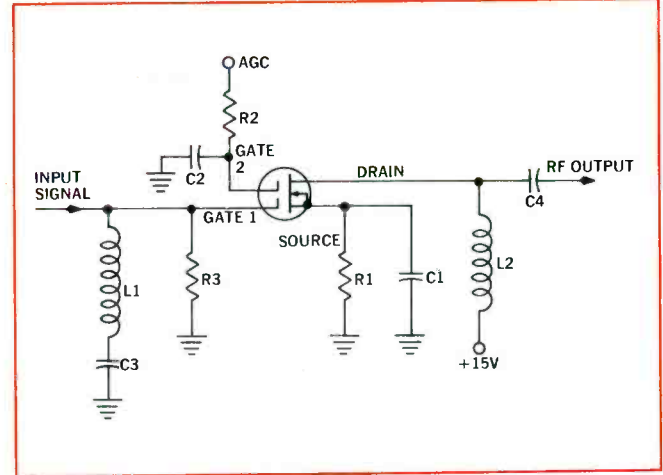 AGC
R2
GATE
2
C2
INPUT
SIGNAL
DRAIN
RF OUTPUT
C4
GATE 1
SOURCE
L1
R3
R1
C1
L2
C3
+15V